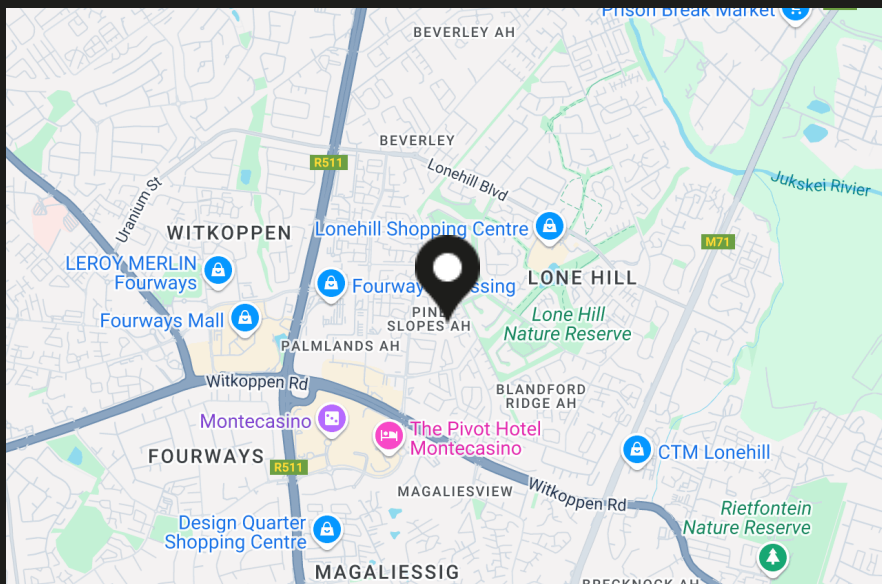 Prison Break Market
BEVERLEY AH
BEVERLEY
R511
Lonehill Blvd
Jukskei Rivier
Uranium St
WITKOPPEN
Lonehill Shopping Centre
M71
LEROY MERLIN
Fourways
LONE HILL
Fourways Mall
PINE
SLOPES AH
Lone Hill
Nature Reserve
PALMLANDS AH
Witkoppen Rd
BLANDFORD
RIDGE AH
Montecasino
The Pivot Hotel
Montecasino
FOURWAYS
R511
CTM Lonehill
MAGALIESVIEW
Witkoppen Rd
Rietfontein
Nature Reserve
Design Quarter
Shopping Centre
MAGALIESSIG
BRECKNOCK AH